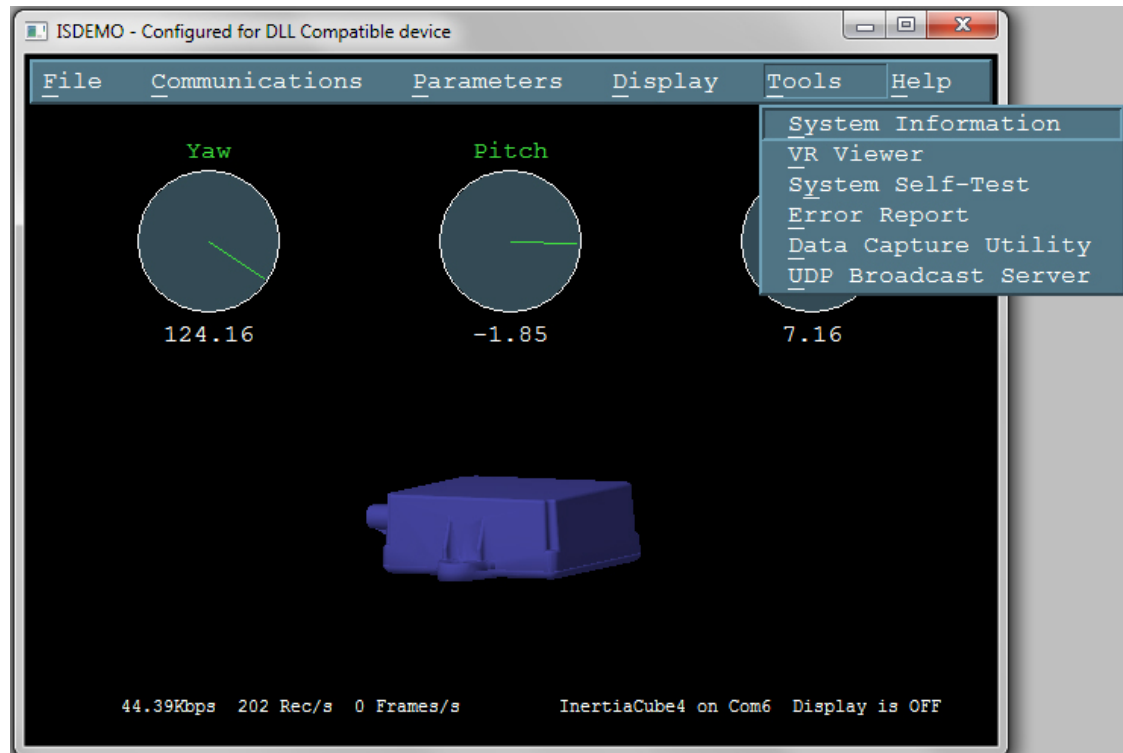 ISDEMO - Configured for DLL Compatible device
File Communications Parameters Display Tools Help
System Information
VR Viewer
System Self-Test
Error Report
Data Capture Utility
UDP Broadcast Server
Yaw Pitch
124.16 -1.85 7.16
44.39Kbps 202 Rec/s 0 Frames/s InertiaCube4 on Com6 Display is OFF